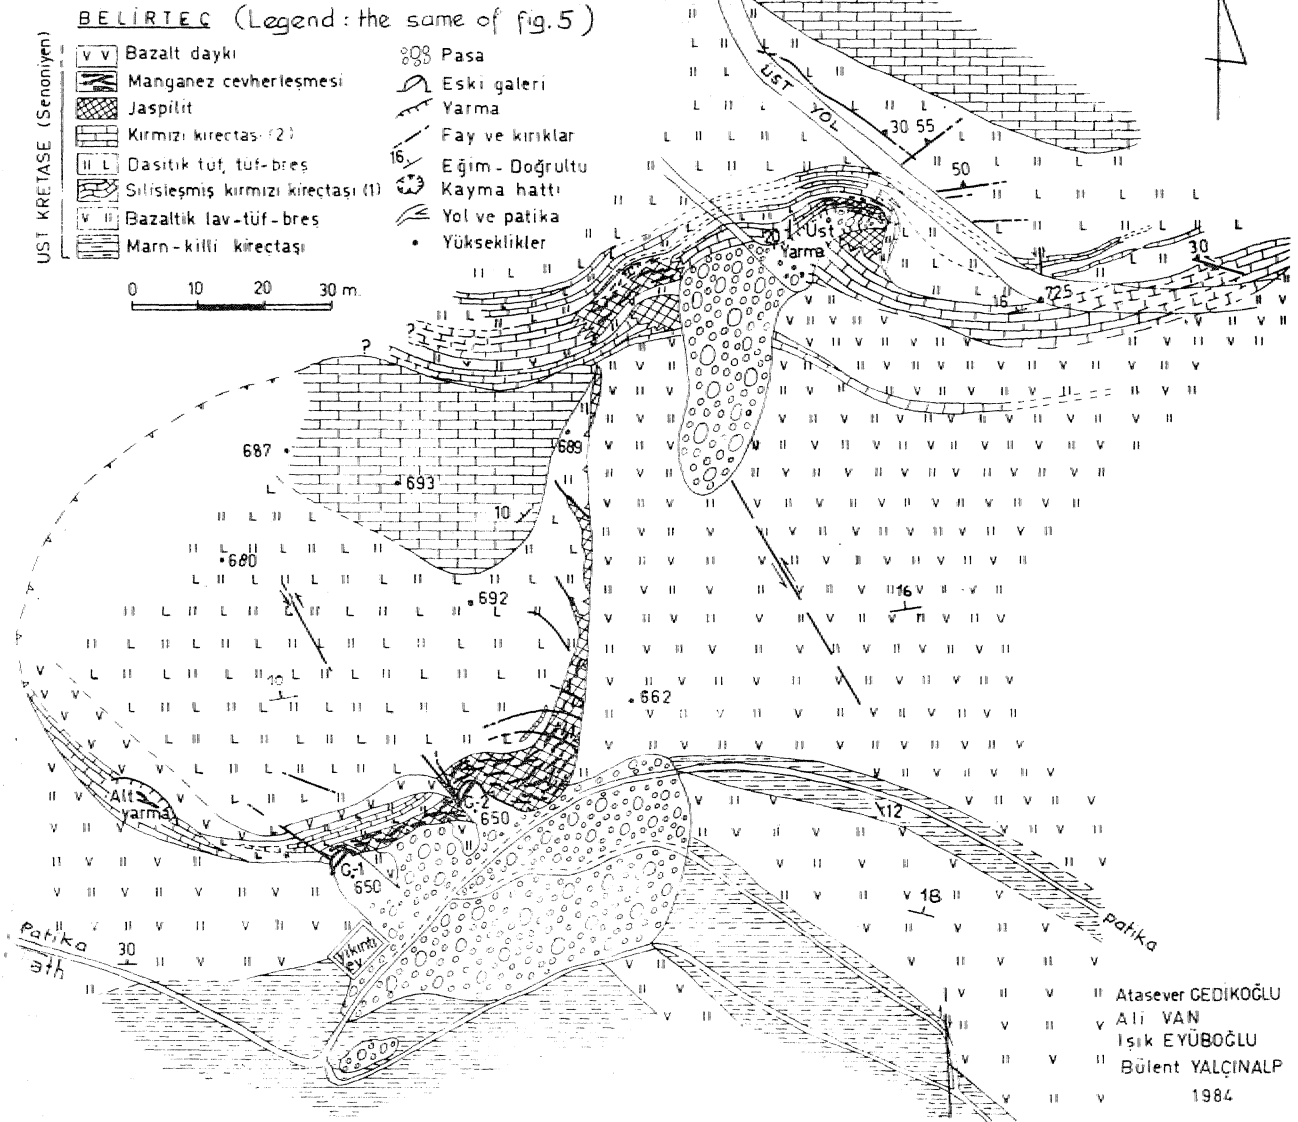 BELİRTEÇ (Legend : the same of fig. 5)
ÜST KRETASE (Senoniyen)
V V Bazalt daykı
Manganez cevherleşmesi
Jaspilit
Kırmızı kireçtaşı (2)
II L Dasitik tüf, tüf-breş
Silisleşmiş kırmızı kireçtaşı (1)
V II Bazaltik lav-tüf-breş
Marn-killi kireçtaşı
Pasa
Eski galeri
Yarma
Fay ve kırıklar
16 Eğim - Doğrultu
Kayma hattı
Yol ve patika
Yükseklikler
0 10 20 30 m.
ÜST YOL
30 55
50
20
Üst
Yarma
30
16
725
?
?
687
689
693
10
680
692
16
10
662
Alt
yarma
G-2
650
12
G-1
650
18
Patika
Patika
30
yıkıntı
ev
Atasever GEDİKOĞLU
Ali VAN
Işık EYÜBOĞLU
Bülent YALÇINALP
1984